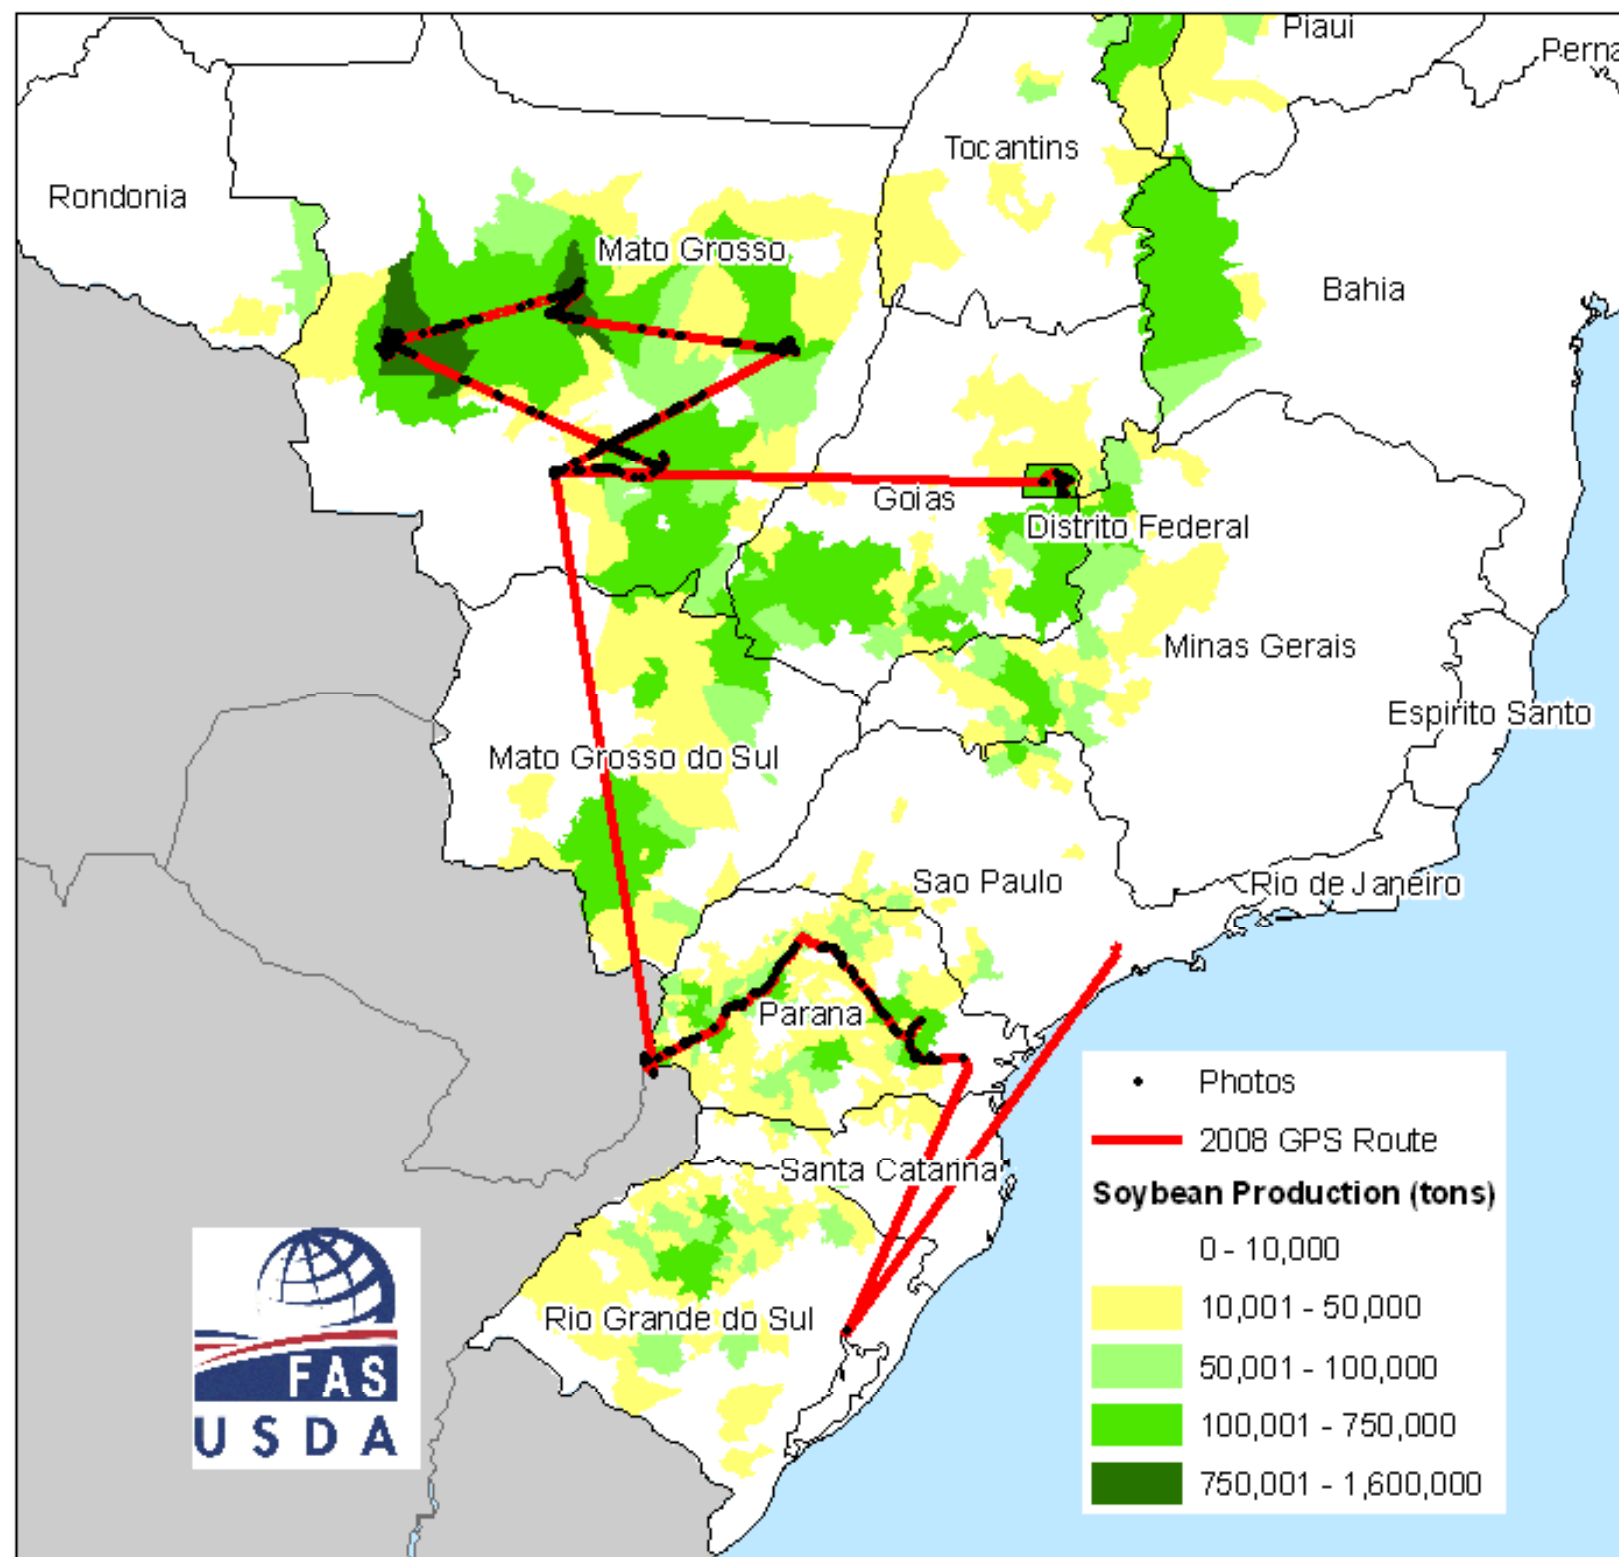 Piaui
Perna
Tocantins
Rondonia
Mato Grosso
Bahia
Goias
Distrito Federal
Minas Gerais
Espirito Santo
Mato Grosso do Sul
Sao Paulo
Rio de Janeiro
Parana
Santa Catarina
Rio Grande do Sul
Photos
2008 GPS Route
Soybean Production (tons)
0 - 10,000
10,001 - 50,000
50,001 - 100,000
100,001 - 750,000
750,001 - 1,600,000
FAS
USDA